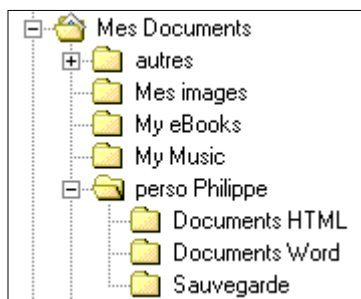 Mes Documents
autres
Mes images
My eBooks
My Music
perso Philippe
Documents HTML
Documents Word
Sauvegarde